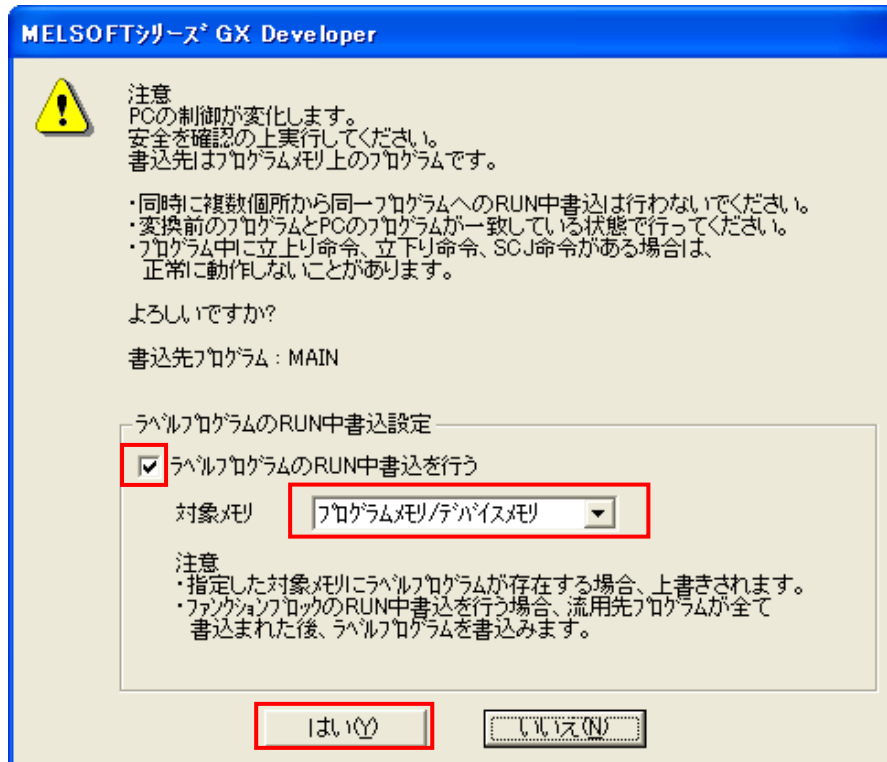 MELSOFTｼﾘｰｽﾞ GX Developer
注意
PCの制御が変化します。
安全を確認の上実行してください。
書込先はﾌﾟﾛｸﾞﾗﾑﾒﾓﾘ上のﾌﾟﾛｸﾞﾗﾑです。
・同時に複数個所から同一ﾌﾟﾛｸﾞﾗﾑへのRUN中書込は行わないでください。
・変換前のﾌﾟﾛｸﾞﾗﾑとPCのﾌﾟﾛｸﾞﾗﾑが一致している状態で行ってください。
・ﾌﾟﾛｸﾞﾗﾑ中に立上り命令、立下り命令、SCJ命令がある場合は、
正常に動作しないことがあります。
よろしいですか?
書込先ﾌﾟﾛｸﾞﾗﾑ : MAIN
ﾗﾍﾞﾙﾌﾟﾛｸﾞﾗﾑのRUN中書込設定
ﾗﾍﾞﾙﾌﾟﾛｸﾞﾗﾑのRUN中書込を行う
対象ﾒﾓﾘ ﾌﾟﾛｸﾞﾗﾑﾒﾓﾘ/ﾃﾞﾊﾞｲｽﾒﾓﾘ
注意
・指定した対象ﾒﾓﾘにﾗﾍﾞﾙﾌﾟﾛｸﾞﾗﾑが存在する場合、上書きされます。
・ﾌｧﾝｸｼｮﾝﾌﾞﾛｯｸのRUN中書込を行う場合、流用先ﾌﾟﾛｸﾞﾗﾑが全て
書込まれた後、ﾗﾍﾞﾙﾌﾟﾛｸﾞﾗﾑを書込みます。
はい(Y) いいえ(N)